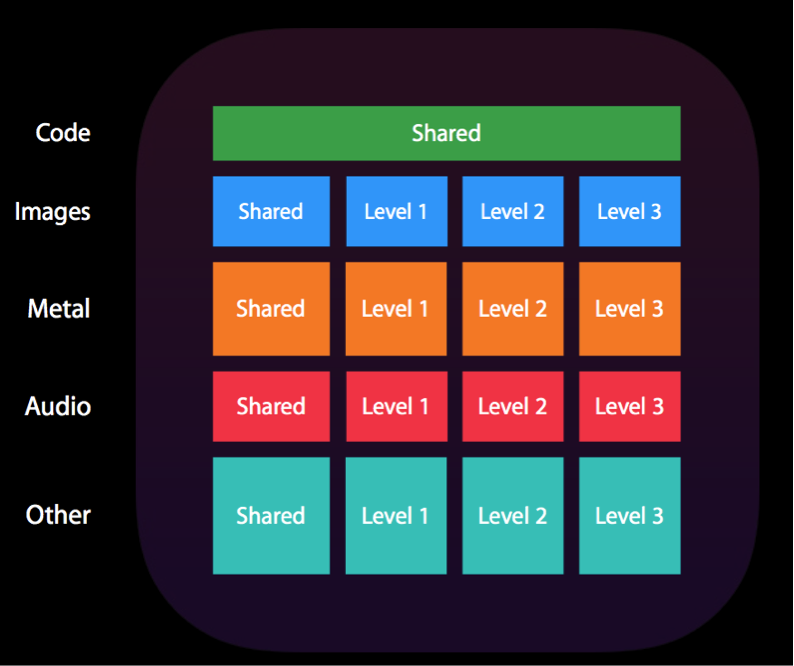 Code Shared
Images Shared Level 1 Level 2 Level 3
Metal Shared Level 1 Level 2 Level 3
Audio Shared Level 1 Level 2 Level 3
Other Shared Level 1 Level 2 Level 3